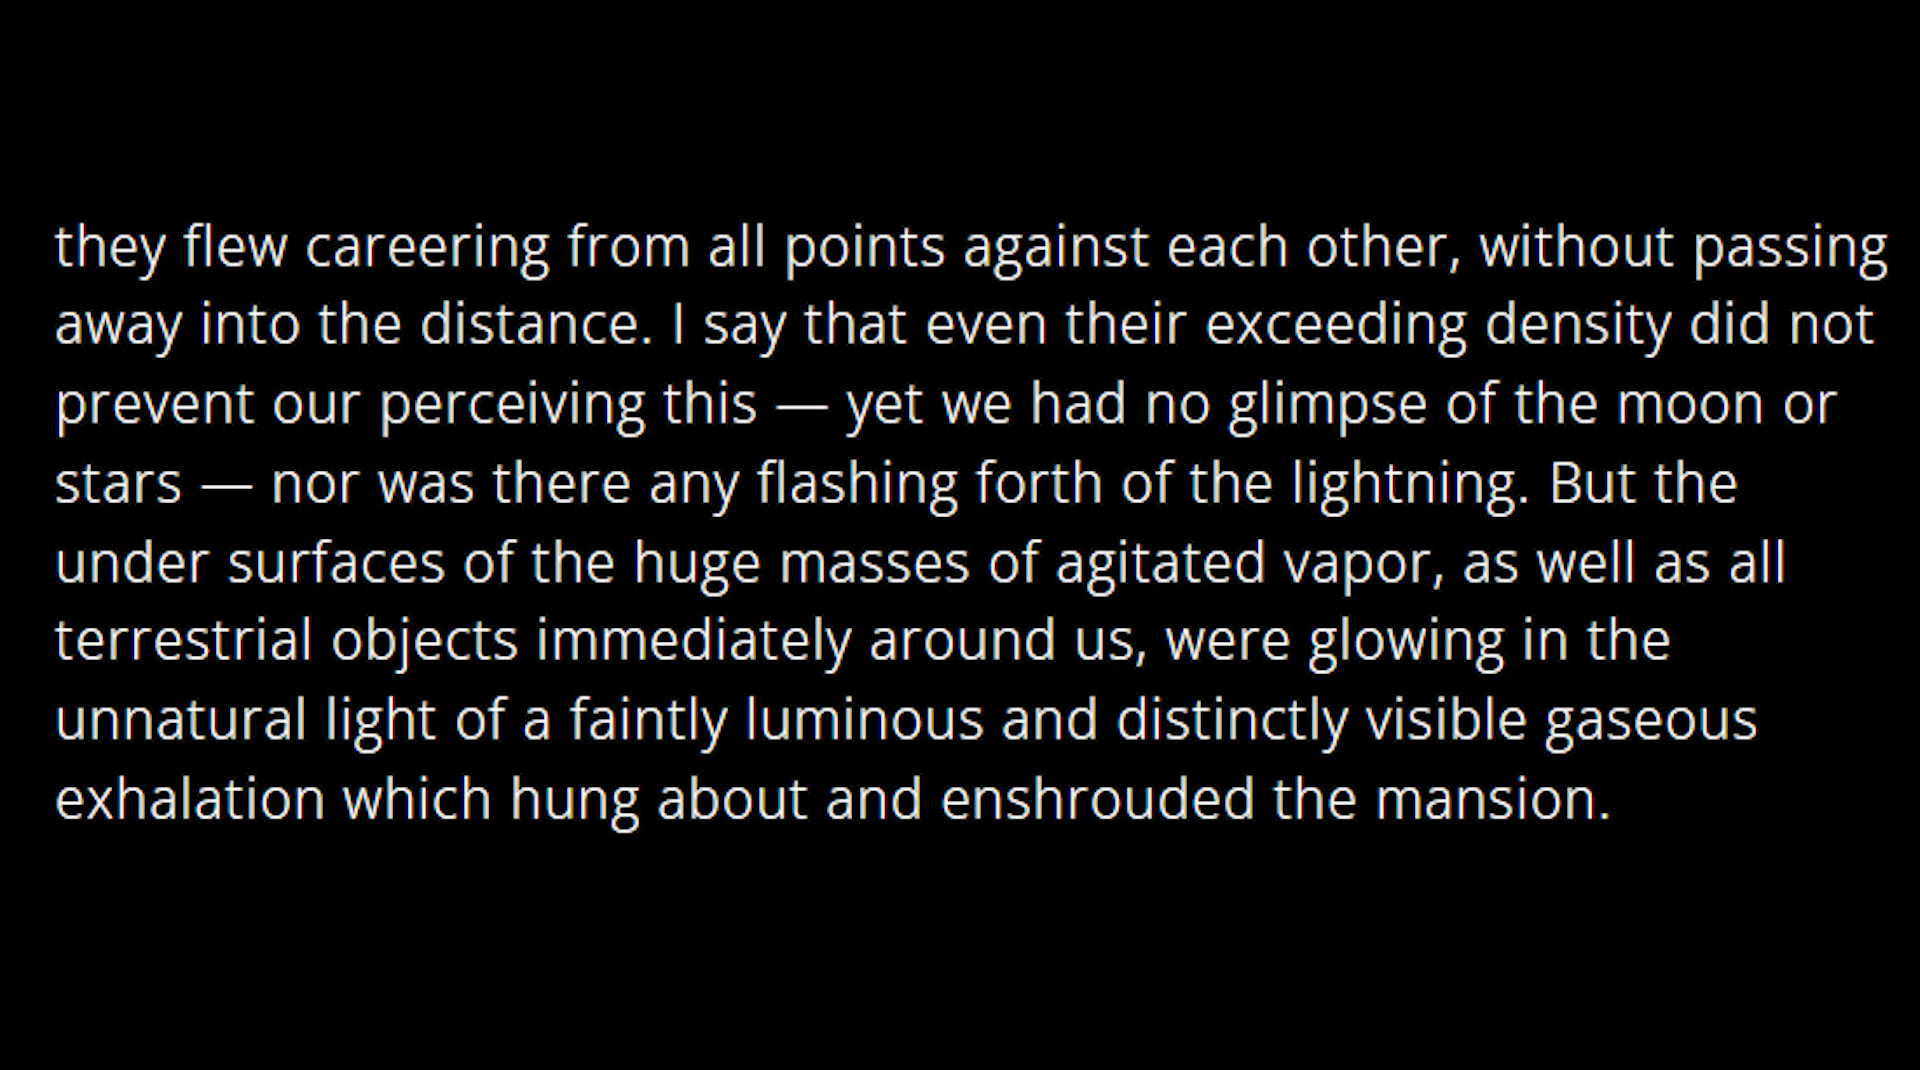 they flew careering from all points against each other, without passing
away into the distance. I say that even their exceeding density did not
prevent our perceiving this — yet we had no glimpse of the moon or
stars — nor was there any flashing forth of the lightning. But the
under surfaces of the huge masses of agitated vapor, as well as all
terrestrial objects immediately around us, were glowing in the
unnatural light of a faintly luminous and distinctly visible gaseous
exhalation which hung about and enshrouded the mansion.